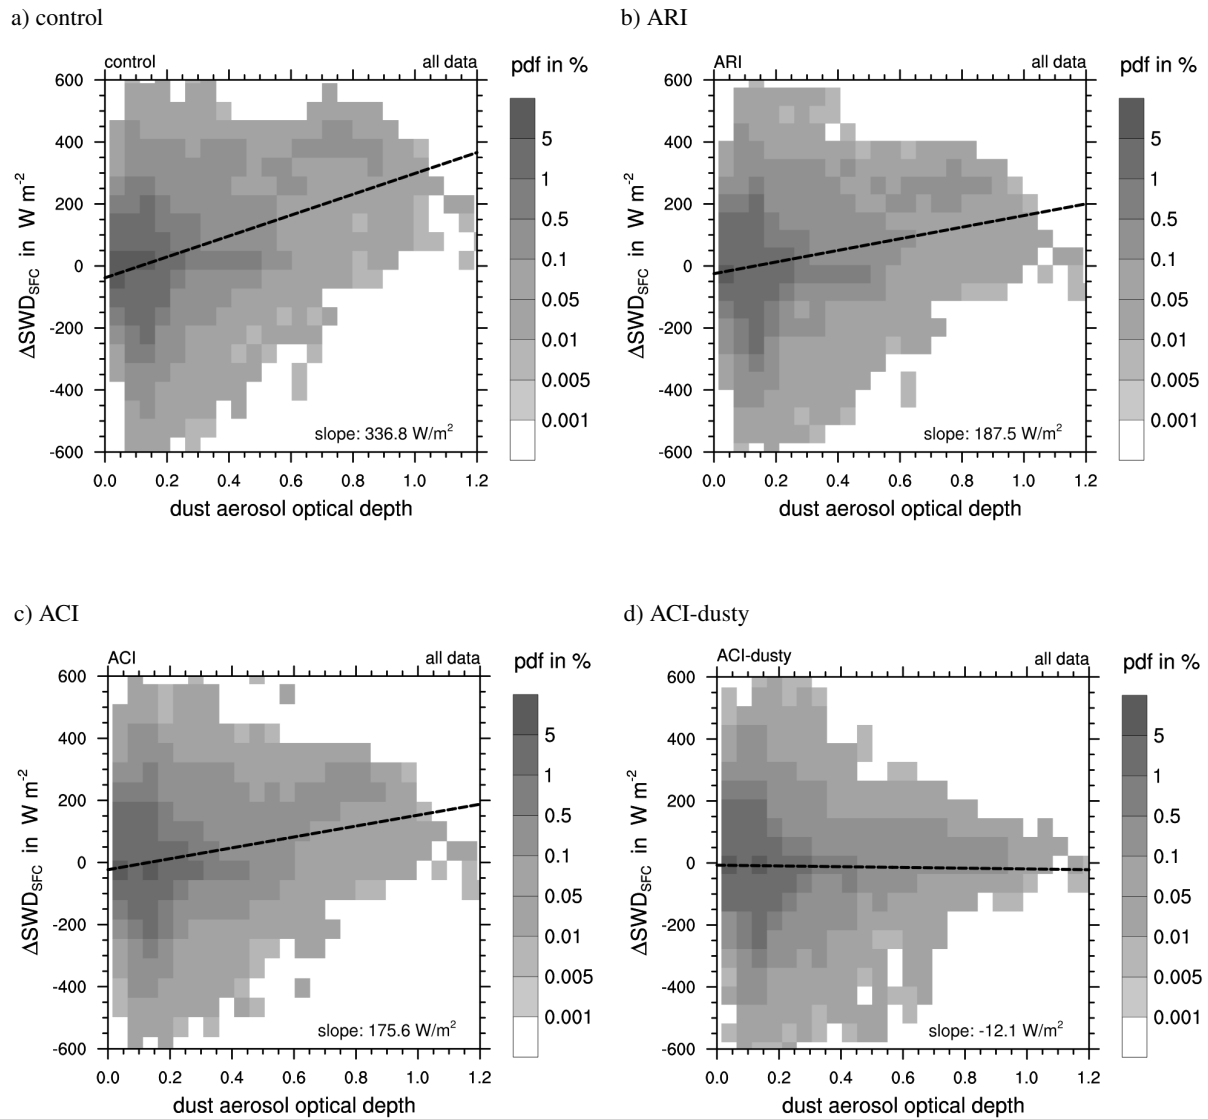 a) control
control
all data
pdf in %
600
400
200
0
-200
-400
-600
ΔSWD_SFC in W m⁻²
0.0 0.2 0.4 0.6 0.8 1.0 1.2
dust aerosol optical depth
slope: 336.8 W/m²
5
1
0.5
0.1
0.05
0.01
0.005
0.001
b) ARI
ARI
all data
pdf in %
600
400
200
0
-200
-400
-600
ΔSWD_SFC in W m⁻²
0.0 0.2 0.4 0.6 0.8 1.0 1.2
dust aerosol optical depth
slope: 187.5 W/m²
5
1
0.5
0.1
0.05
0.01
0.005
0.001
c) ACI
ACI
all data
pdf in %
600
400
200
0
-200
-400
-600
ΔSWD_SFC in W m⁻²
0.0 0.2 0.4 0.6 0.8 1.0 1.2
dust aerosol optical depth
slope: 175.6 W/m²
5
1
0.5
0.1
0.05
0.01
0.005
0.001
d) ACI-dusty
ACI-dusty
all data
pdf in %
600
400
200
0
-200
-400
-600
ΔSWD_SFC in W m⁻²
0.0 0.2 0.4 0.6 0.8 1.0 1.2
dust aerosol optical depth
slope: -12.1 W/m²
5
1
0.5
0.1
0.05
0.01
0.005
0.001